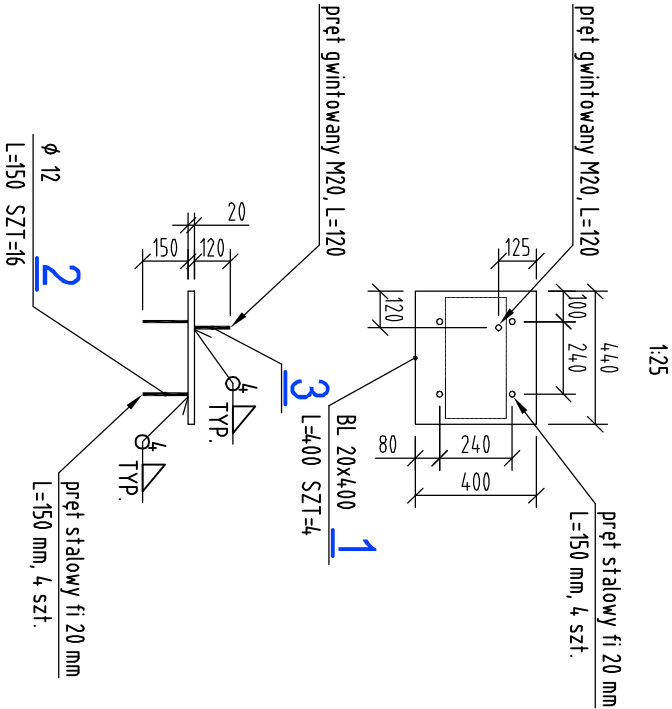 1:25
pręt gwintowany M20, L=120
pręt stalowy fi 20 mm
L=150 mm, 4 szt.
440
100
240
125
120
80
240
400
BL 20x400
L=400 SZT=4
1
pręt gwintowany M20, L=120
3
20
150
120
4
TYP.
4
TYP.
2
ϕ 12
L=150 SZT=16
pręt stalowy fi 20 mm
L=150 mm, 4 szt.